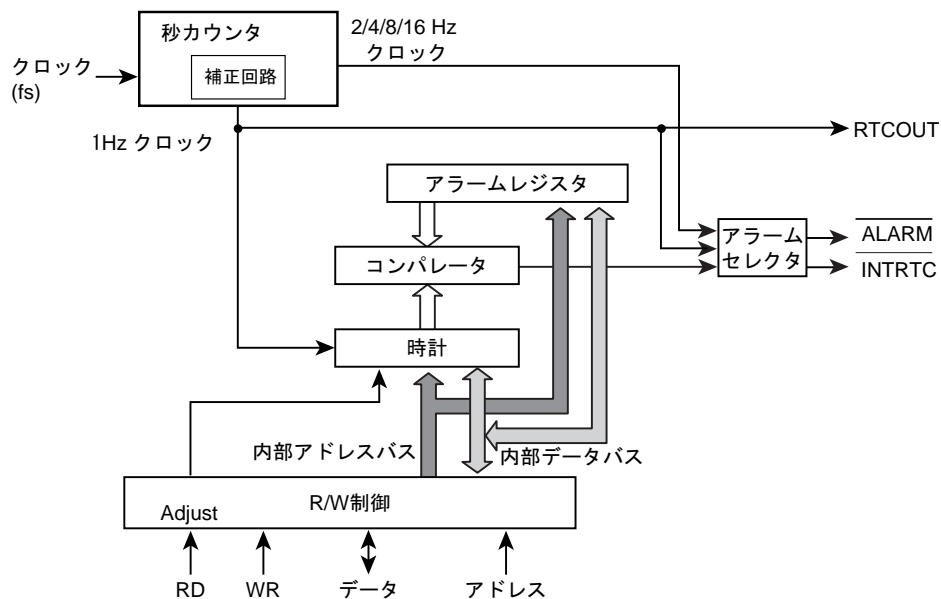 秒カウンタ
補正回路
2/4/8/16 Hz
クロック
クロック
(fs)
1Hz クロック
RTCOUT
アラームレジスタ
アラーム
セレクタ
ALARM
INTRTC
コンパレータ
時計
内部アドレスバス
内部データバス
R/W制御
Adjust
RD
WR
データ
アドレス